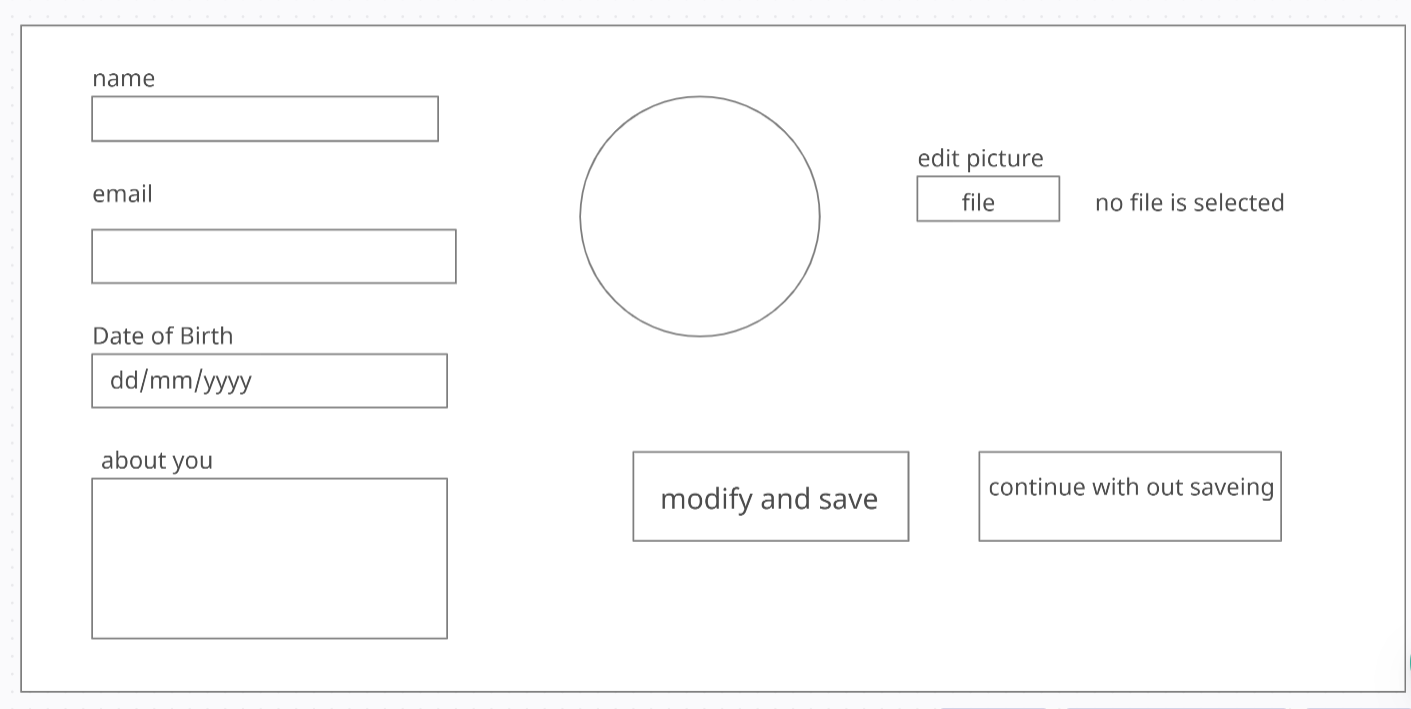 name
email
Date of Birth
dd/mm/yyyy
about you
edit picture
file
no file is selected
modify and save
continue with out saveing